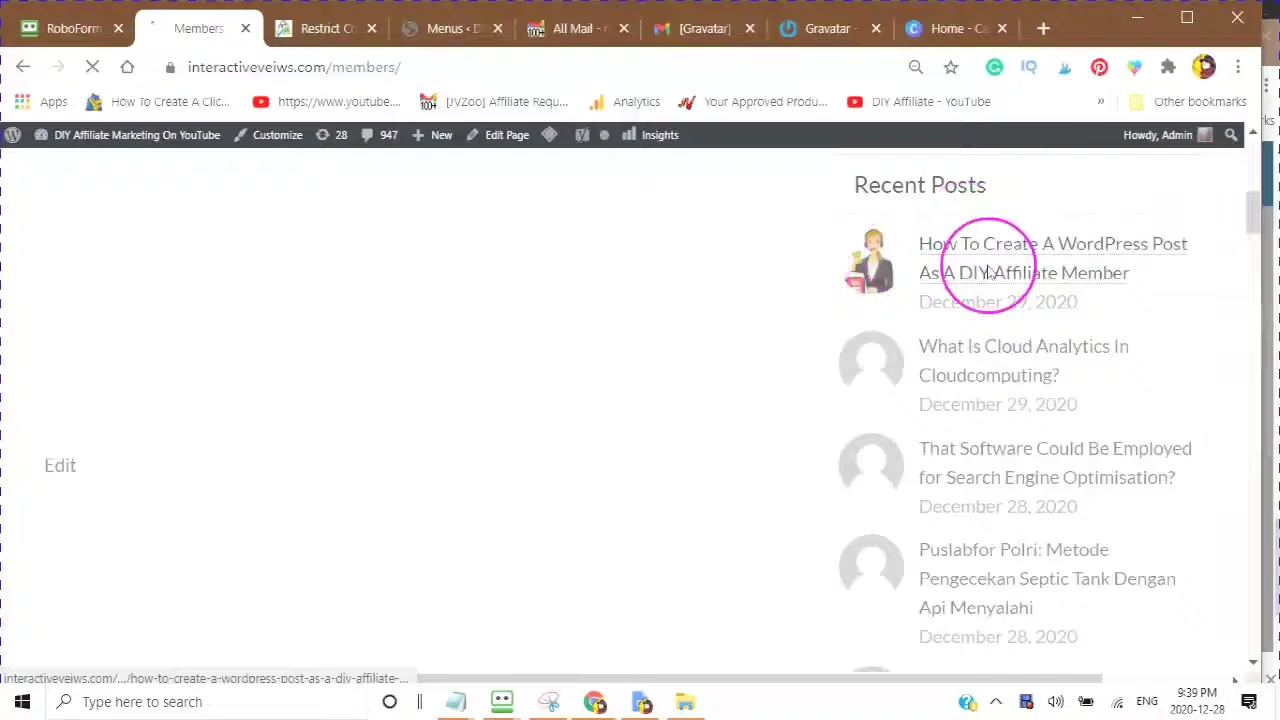 RoboForm
Members
Restrict Co
Menus ‹ D
All Mail -
[Gravatar]
Gravatar -
Home - Ca
interactiveveiws.com/members/
Apps
How To Create A Clic...
https://www.youtube....
[JVZoo] Affiliate Requ...
Analytics
Your Approved Produ...
DIY Affiliate - YouTube
»
Other bookmarks
DIY Affiliate Marketing On YouTube
Customize
28
947
New
Edit Page
Insights
Howdy, Admin
Recent Posts
How To Create A WordPress Post
As A DIY Affiliate Member
December 29, 2020
What Is Cloud Analytics In
Cloudcomputing?
December 29, 2020
That Software Could Be Employed
for Search Engine Optimisation?
December 28, 2020
Edit
Puslabfor Polri: Metode
Pengecekan Septic Tank Dengan
Api Menyalahi
December 28, 2020
interactiveveiws.com/.../how-to-create-a-wordpress-post-as-a-diy-affiliate-...
Type here to search
ENG
9:39 PM
2020-12-28